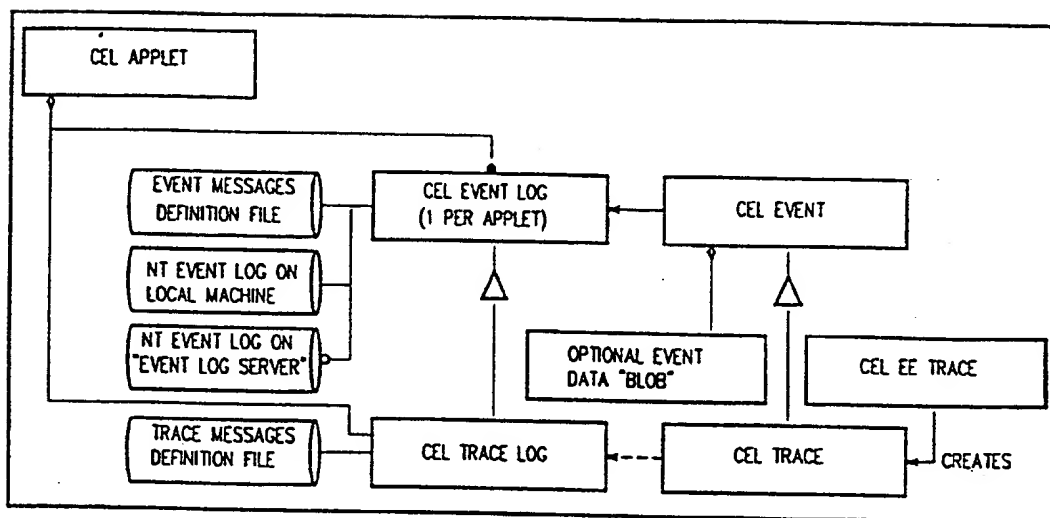 CEL APPLET
EVENT MESSAGES
DEFINITION FILE
CEL EVENT LOG
(1 PER APPLET)
CEL EVENT
NT EVENT LOG ON
LOCAL MACHINE
NT EVENT LOG ON
"EVENT LOG SERVER"
OPTIONAL EVENT
DATA "BLOB"
CEL EE TRACE
TRACE MESSAGES
DEFINITION FILE
CEL TRACE LOG
CEL TRACE
CREATES